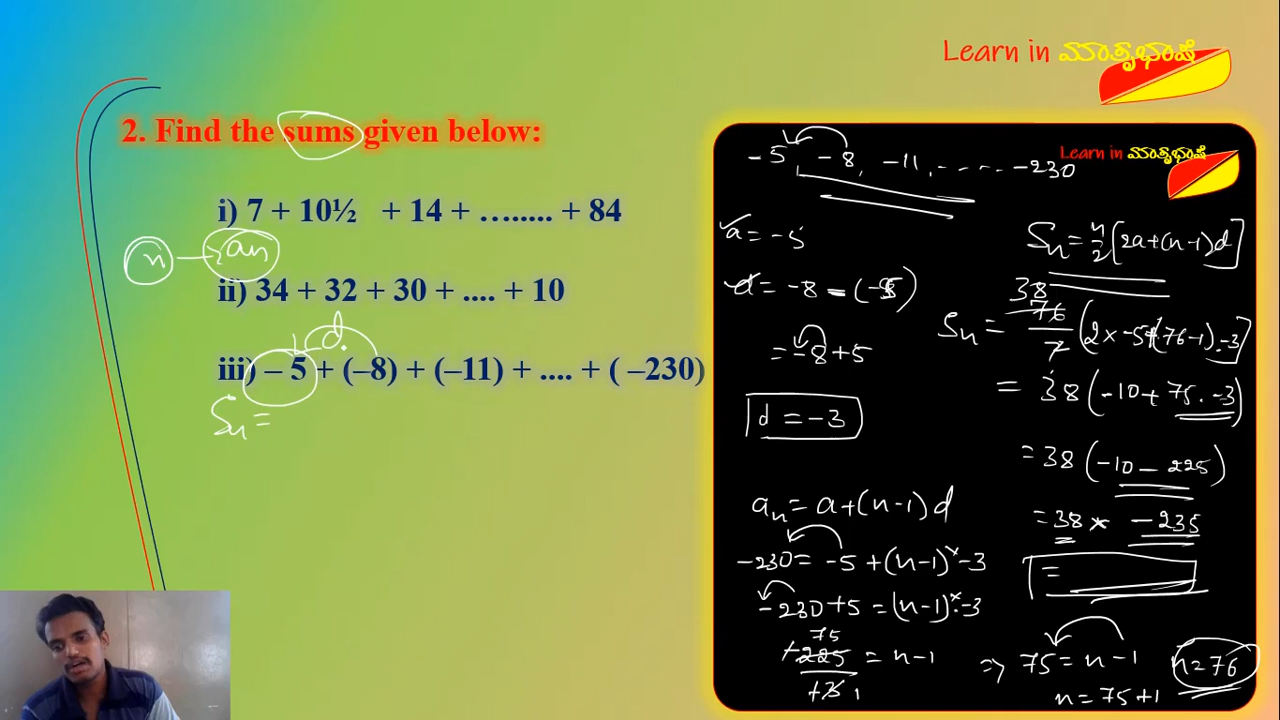 Learn in ಮಾತೃಭಾಷೆ
2. Find the sums given below:
i) 7 + 10½ + 14 + …...... + 84
n → an
ii) 34 + 32 + 30 + .... + 10
d.
iii) – 5 + (–8) + (–11) + .... + ( –230)
Sn =
Learn in ಮಾತೃಭಾಷೆ
-5, -8, -11, - - - .. -230
a = -5
d = -8 - (-5)
= -8+5
d = -3
an = a+(n-1)d
-230 = -5 +(n-1)×-3
-230+5 = (n-1)×-3
75
-225/-3 1 = n-1
Sn = n/2 [2a+(n-1)d]
38
Sn = 76/2 (2×-5+(76-1).-3]
= 38(-10+75.-3)
= 38(-10-225)
= 38× -235
=
⇒ 75 = n-1
n=76
n=75+1